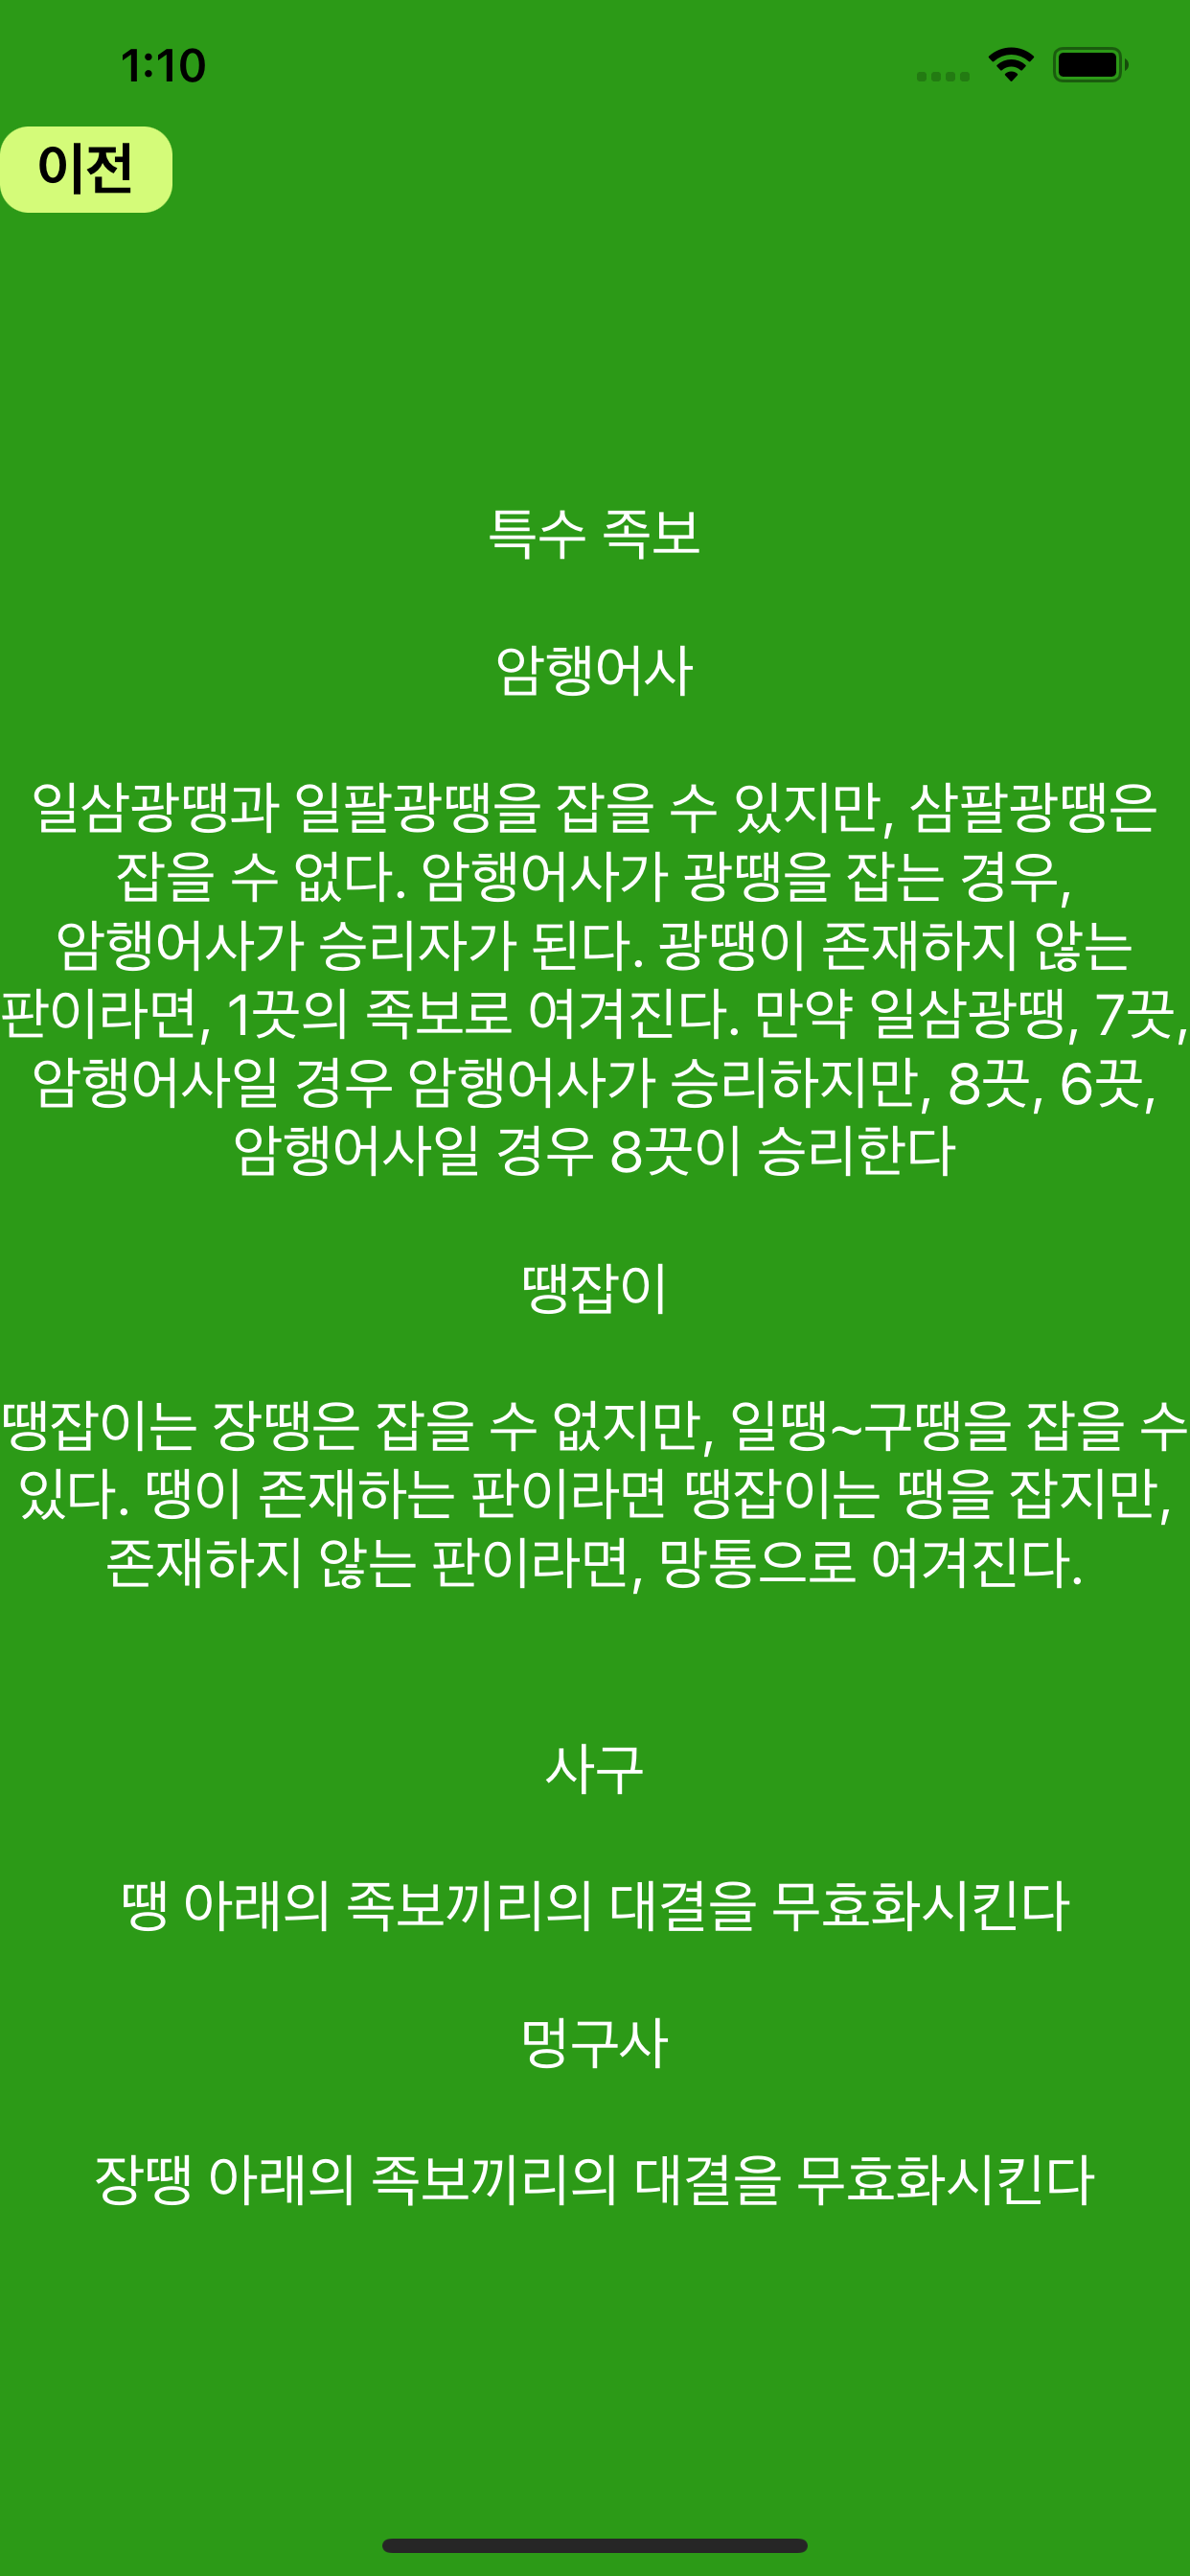 1:10
이전
특수 족보
암행어사
일삼광땡과 일팔광땡을 잡을 수 있지만, 삼팔광땡은
잡을 수 없다. 암행어사가 광땡을 잡는 경우,
암행어사가 승리자가 된다. 광땡이 존재하지 않는
판이라면, 1끗의 족보로 여겨진다. 만약 일삼광땡, 7끗,
암행어사일 경우 암행어사가 승리하지만, 8끗, 6끗,
암행어사일 경우 8끗이 승리한다
땡잡이
땡잡이는 장땡은 잡을 수 없지만, 일땡~구땡을 잡을 수
있다. 땡이 존재하는 판이라면 땡잡이는 땡을 잡지만,
존재하지 않는 판이라면, 망통으로 여겨진다.
사구
땡 아래의 족보끼리의 대결을 무효화시킨다
멍구사
장땡 아래의 족보끼리의 대결을 무효화시킨다